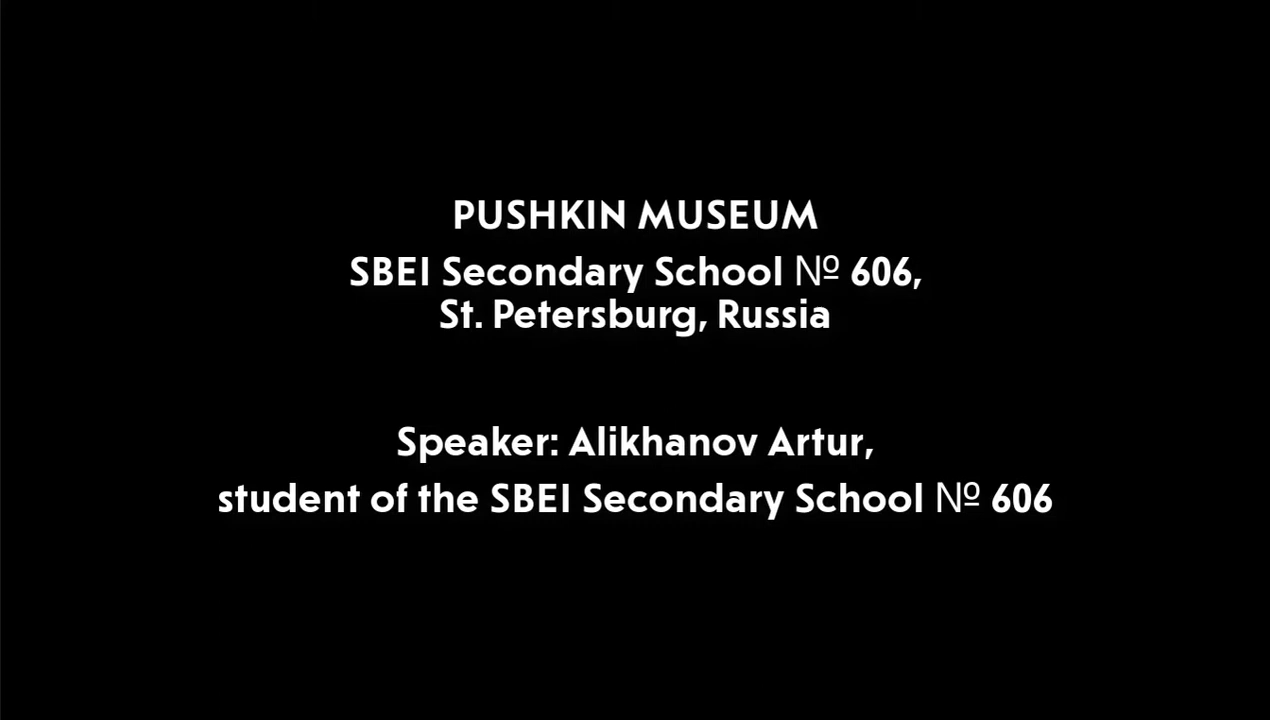 PUSHKIN MUSEUM
SBEI Secondary School № 606,
St. Petersburg, Russia
Speaker: Alikhanov Artur,
student of the SBEI Secondary School № 606